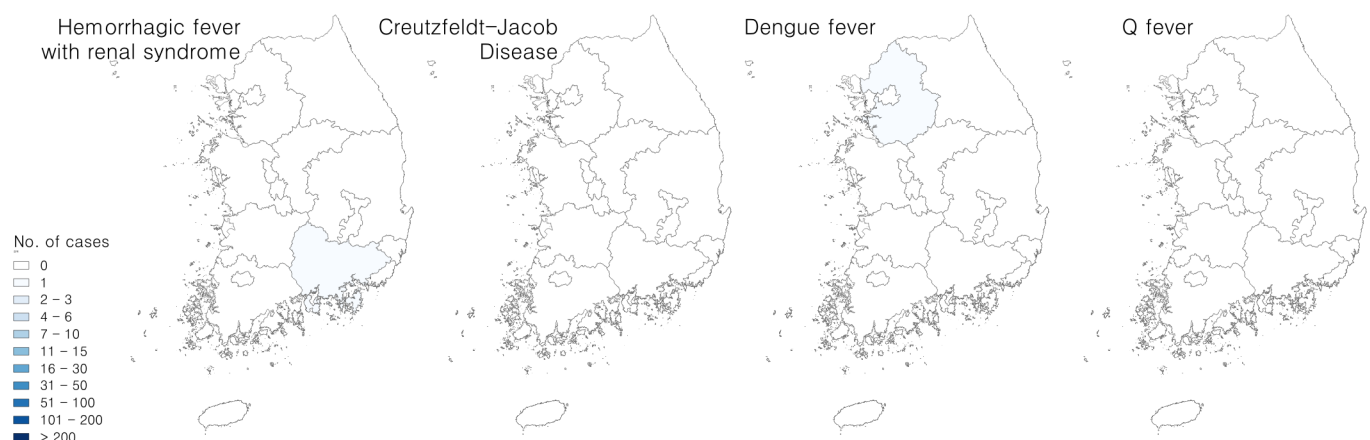 Hemorrhagic fever
with renal syndrome
Creutzfeldt-Jacob
Disease
Dengue fever
Q fever
No. of cases
0
1
2 - 3
4 - 6
7 - 10
11 - 15
16 - 30
31 - 50
51 - 100
101 - 200
> 200